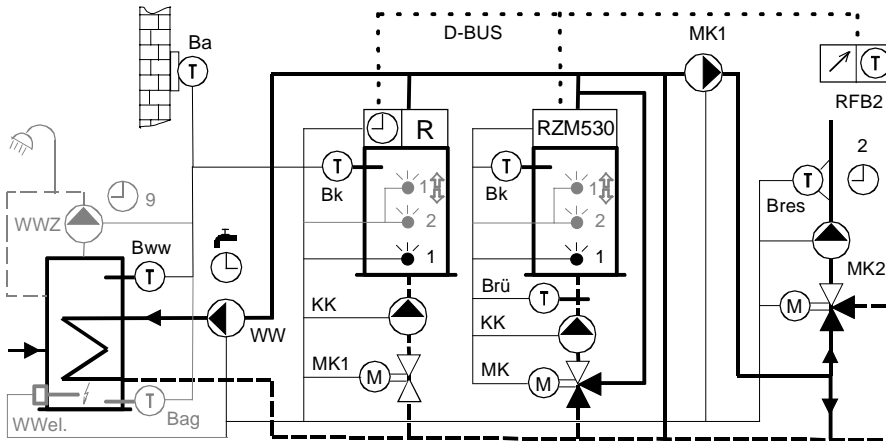 D-BUS
MK1
Ba
T
T
RFB2
R
RZM530
T
Bk
T
Bk
1
1
2
T
Bres
9
2
2
WWZ
Bww
T
1
1
MK2
Brü
T
KK
KK
M
WW
MK1
M
MK
M
T
Bag
WWel.